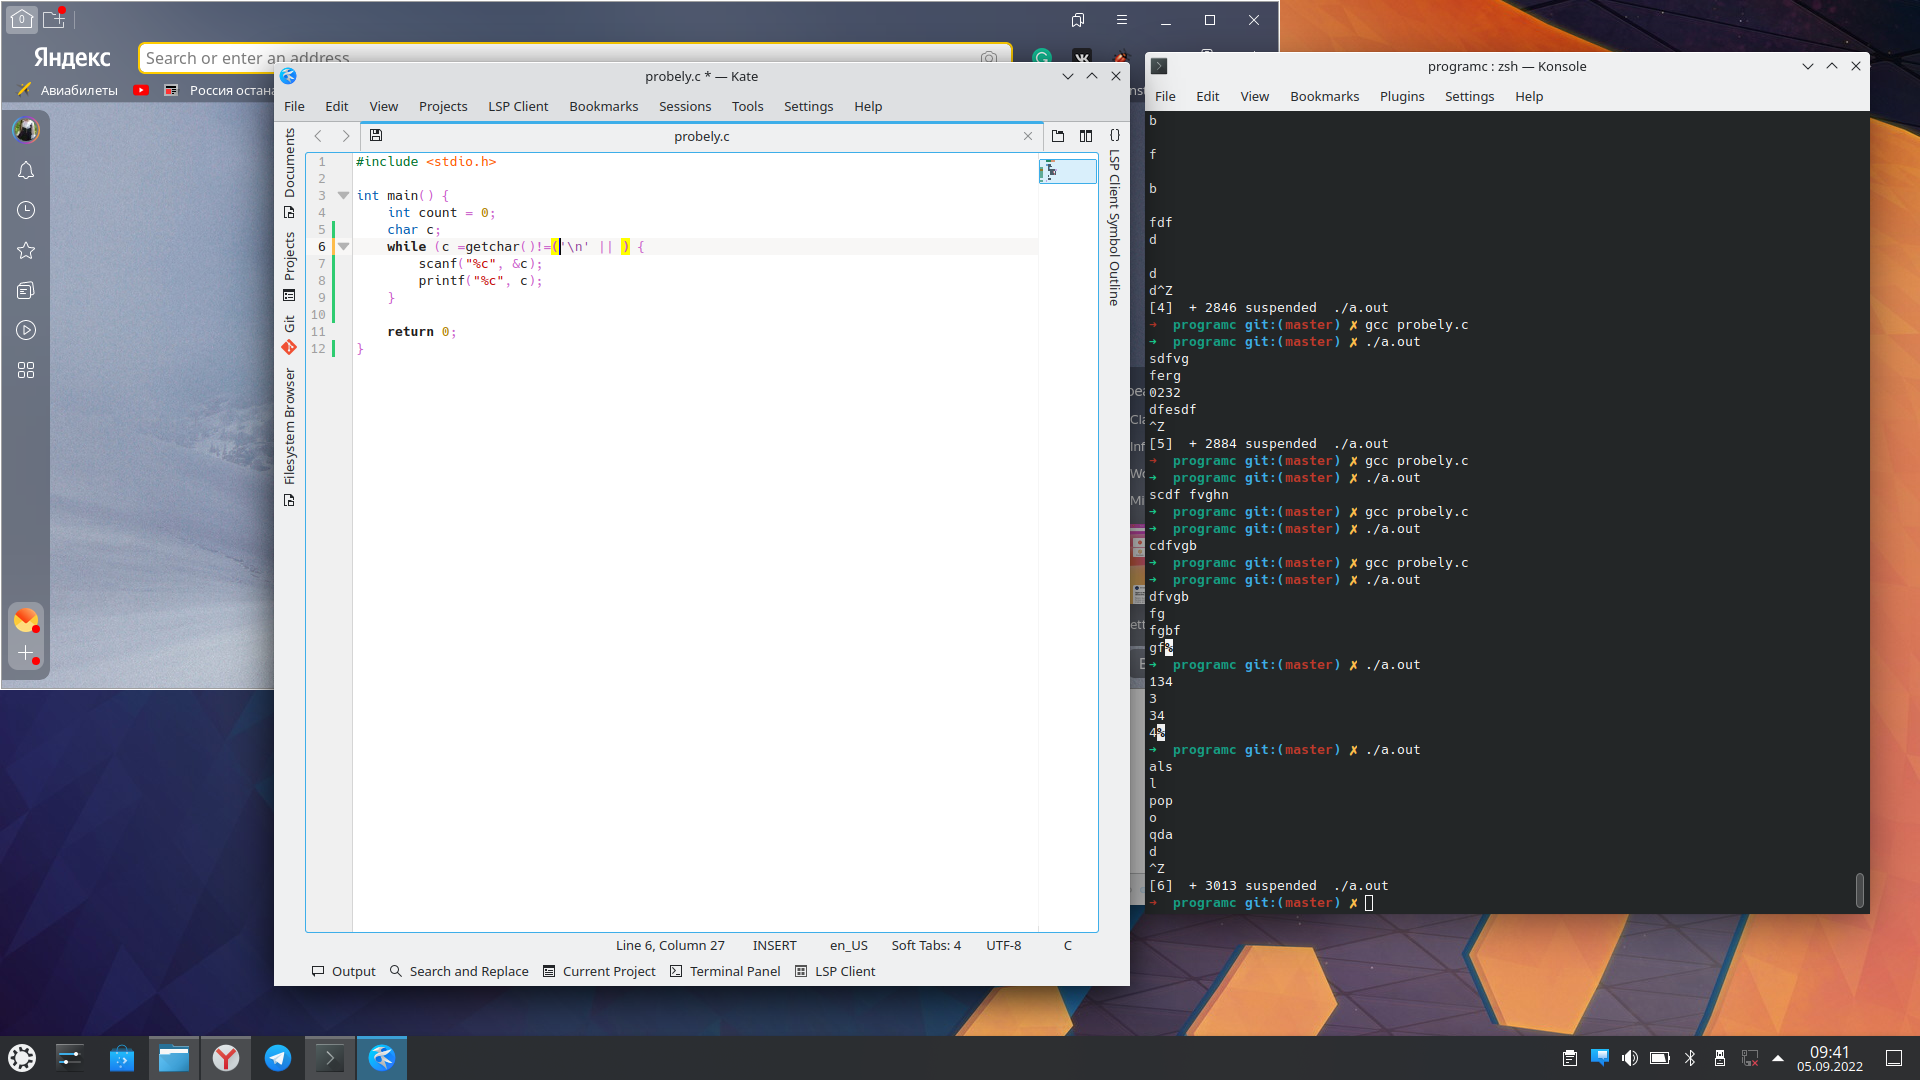 0
Яндекс
Search or enter an address
Авиабилеты
Россия остана
probely.c * — Kate
File Edit View Projects LSP Client Bookmarks Sessions Tools Settings Help
probely.c
Documents
Projects
Git
Filesystem Browser
LSP Client Symbol Outline
1 #include <stdio.h>
2
3 int main() {
4     int count = 0;
5     char c;
6     while (c =getchar()!=('\n' || ) {
7         scanf("%c", &c);
8         printf("%c", c);
9     }
10
11     return 0;
12 }
Line 6, Column 27 INSERT en_US Soft Tabs: 4 UTF-8 C
Output Search and Replace Current Project Terminal Panel LSP Client
programc : zsh — Konsole
File Edit View Bookmarks Plugins Settings Help
b
f
b
fdf
d
d
d^Z
[4]  + 2846 suspended  ./a.out
➜  programc git:(master) ✗ gcc probely.c
➜  programc git:(master) ✗ ./a.out
sdfvg
ferg
0232
dfesdf
^Z
[5]  + 2884 suspended  ./a.out
➜  programc git:(master) ✗ gcc probely.c
➜  programc git:(master) ✗ ./a.out
scdf fvghn
➜  programc git:(master) ✗ gcc probely.c
➜  programc git:(master) ✗ ./a.out
cdfvgb
➜  programc git:(master) ✗ gcc probely.c
➜  programc git:(master) ✗ ./a.out
dfvgb
fg
fgbf
gf%
➜  programc git:(master) ✗ ./a.out
134
3
34
4%
➜  programc git:(master) ✗ ./a.out
als
l
pop
o
qda
d
^Z
[6]  + 3013 suspended  ./a.out
➜  programc git:(master) ✗
09:41
05.09.2022